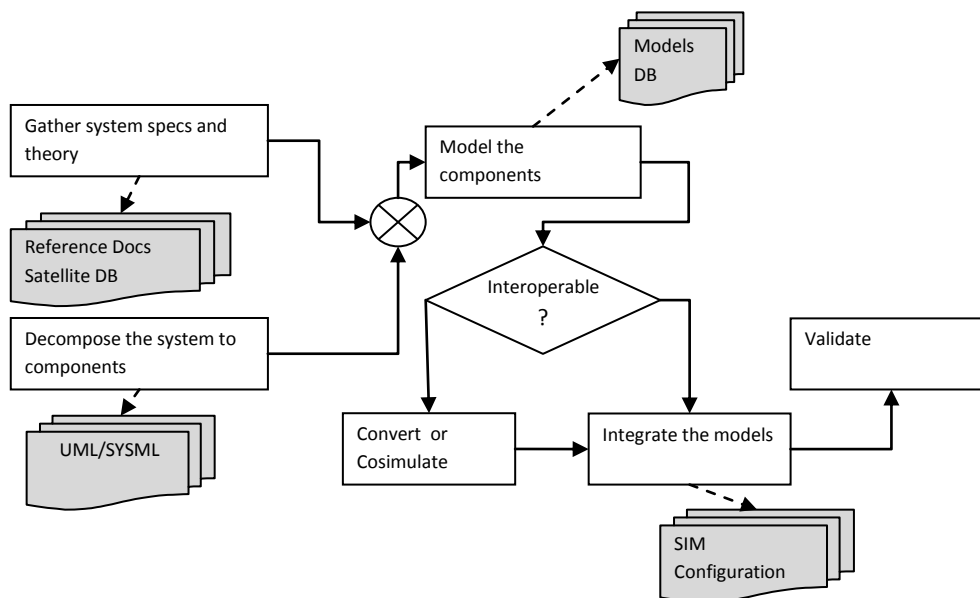 Models
DB
Gather system specs and
theory
Model the
components
Reference Docs
Satellite DB
Interoperable
?
Decompose the system to
components
Validate
UML/SYSML
Convert or
Cosimulate
Integrate the models
SIM
Configuration